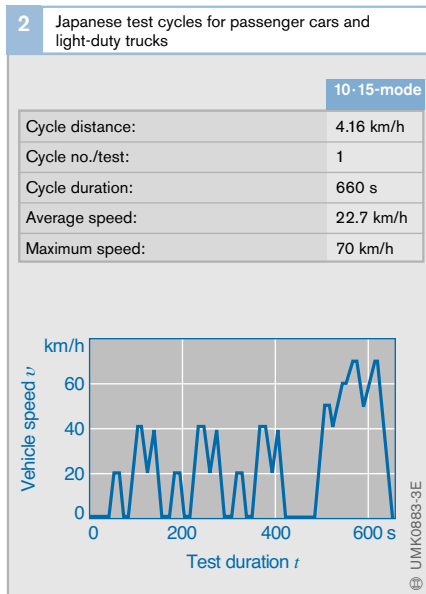 2 Japanese test cycles for passenger cars and
light-duty trucks
10·15-mode
Cycle distance: 4.16 km/h
Cycle no./test: 1
Cycle duration: 660 s
Average speed: 22.7 km/h
Maximum speed: 70 km/h
km/h
60
40
20
0
Vehicle speed υ
0 200 400 600 s
Test duration t
UMK0883-3E